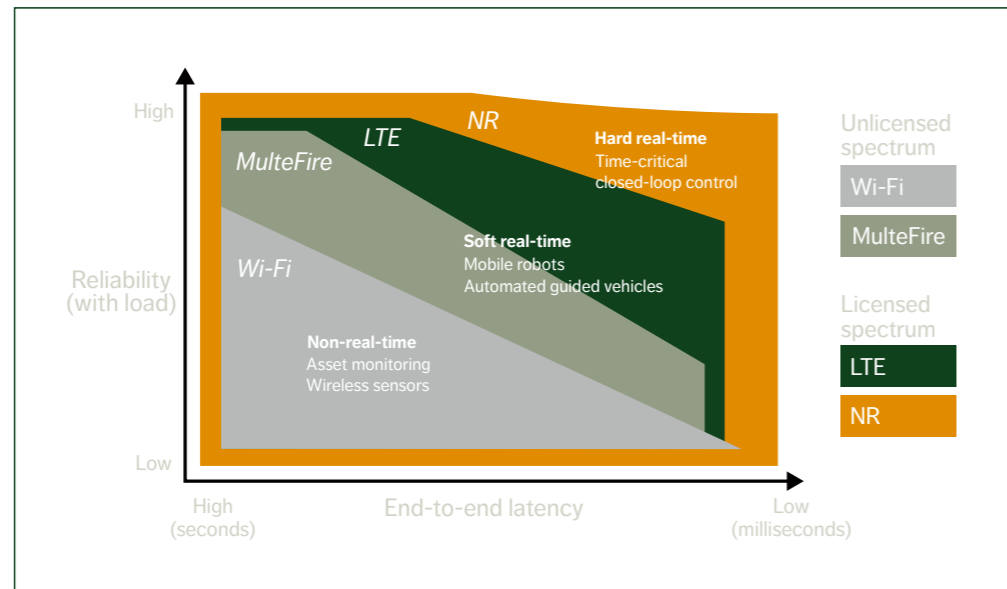 High
NR
LTE
Hard real-time
Time-critical
closed-loop control
MulteFire
Soft real-time
Mobile robots
Automated guided vehicles
Wi-Fi
Reliability
(with load)
Non-real-time
Asset monitoring
Wireless sensors
Low
High
(seconds)
End-to-end latency
Low
(milliseconds)
Unlicensed
spectrum
Wi-Fi
MulteFire
Licensed
spectrum
LTE
NR